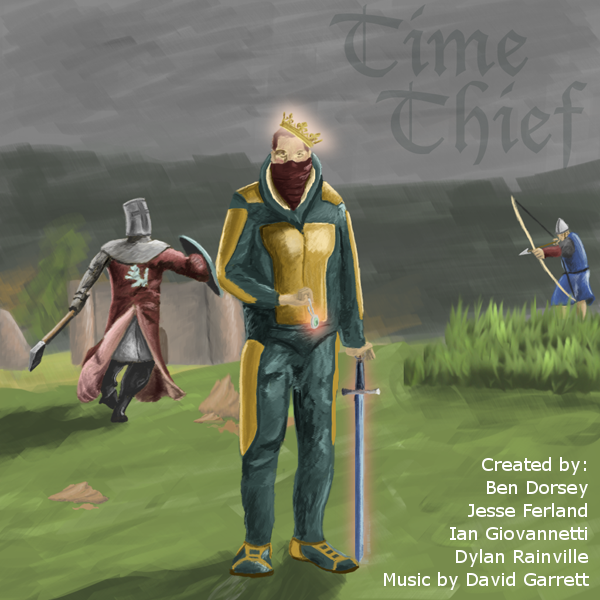 Time
Thief
Created by:
Ben Dorsey
Jesse Ferland
Ian Giovannetti
Dylan Rainville
Music by David Garrett